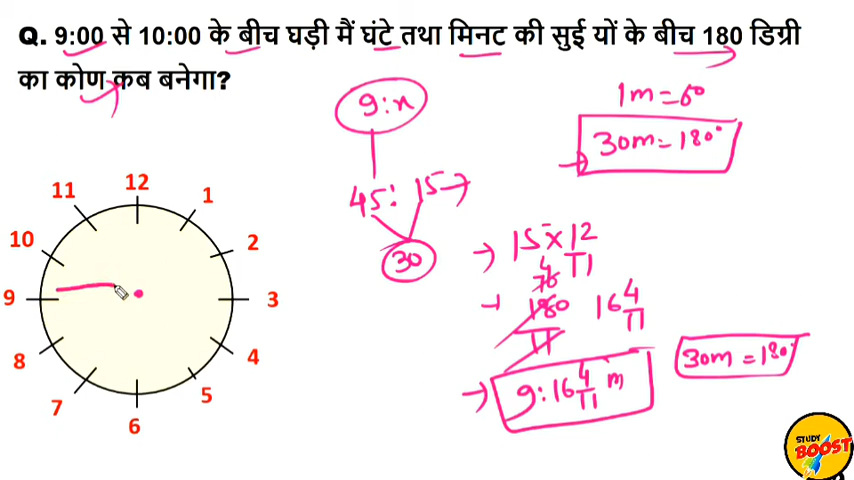 Q. 9:00 से 10:00 के बीच घड़ी मैं घंटे तथा मिनट की सुई यों के बीच 180 डिग्री
का कोण कब बनेगा?
9:x
1m=6°
30m=180°
45:15→
30
→ 15×12/11
4
→ 180/11 16 4/11
→ 9:16 4/11 m
30m=180°
12
11 1
10 2
9 3
8 4
7 5
6
STUDY
BOOST